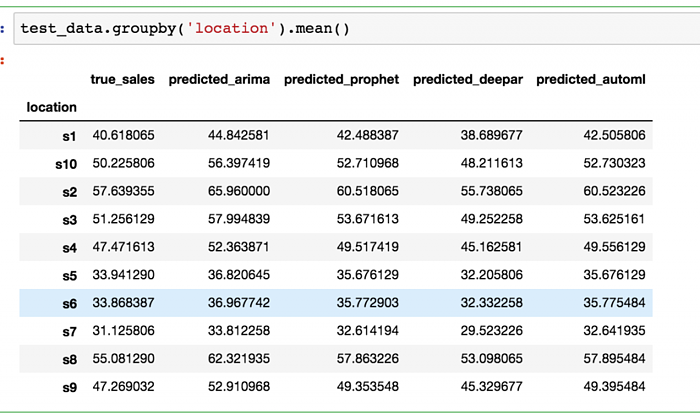 : test_data.groupby('location').mean()
:
true_sales predicted_arima predicted_prophet predicted_deepar predicted_automl
location
s1 40.618065 44.842581 42.488387 38.689677 42.505806
s10 50.225806 56.397419 52.710968 48.211613 52.730323
s2 57.639355 65.960000 60.518065 55.738065 60.523226
s3 51.256129 57.994839 53.671613 49.252258 53.625161
s4 47.471613 52.363871 49.517419 45.162581 49.556129
s5 33.941290 36.820645 35.676129 32.205806 35.676129
s6 33.868387 36.967742 35.772903 32.332258 35.775484
s7 31.125806 33.812258 32.614194 29.523226 32.641935
s8 55.081290 62.321935 57.863226 53.098065 57.895484
s9 47.269032 52.910968 49.353548 45.329677 49.395484